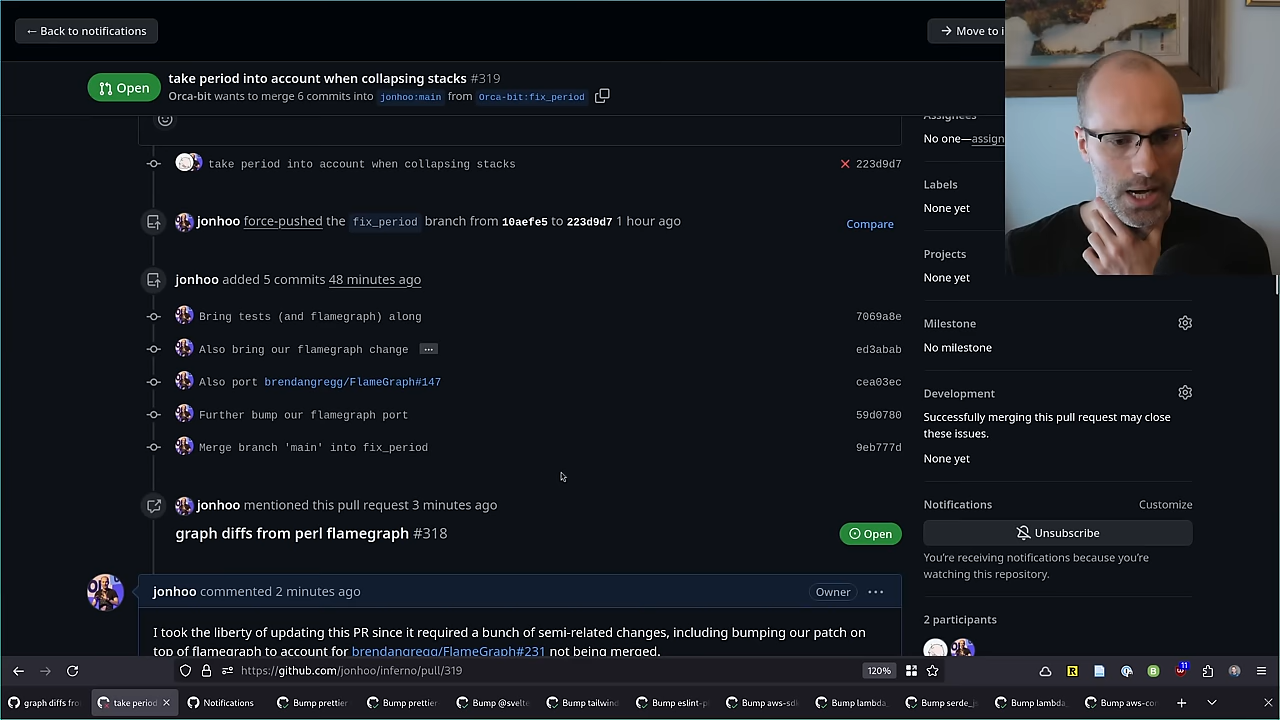 ← Back to notifications
→ Move to i
Open
take period into account when collapsing stacks #319
Orca-bit wants to merge 6 commits into jonhoo:main from Orca-bit:fix_period
take period into account when collapsing stacks
223d9d7
jonhoo force-pushed the fix_period branch from 10aefe5 to 223d9d7 1 hour ago
Compare
jonhoo added 5 commits 48 minutes ago
Bring tests (and flamegraph) along
7069a8e
Also bring our flamegraph change ...
ed3abab
Also port brendangregg/FlameGraph#147
cea03ec
Further bump our flamegraph port
59d0780
Merge branch 'main' into fix_period
9eb777d
jonhoo mentioned this pull request 3 minutes ago
graph diffs from perl flamegraph #318
Open
jonhoo commented 2 minutes ago
Owner
I took the liberty of updating this PR since it required a bunch of semi-related changes, including bumping our patch on
top of flamegraph to account for brendangregg/FlameGraph#231 not being merged.
Assignees
No one—assign
Labels
None yet
Projects
None yet
Milestone
No milestone
Development
Successfully merging this pull request may close
these issues.
None yet
Notifications
Customize
Unsubscribe
You're receiving notifications because you're
watching this repository.
2 participants
https://github.com/jonhoo/inferno/pull/319
120%
11
graph diffs fro
take period
Notifications
Bump prettier
Bump prettier
Bump @svelte
Bump tailwind
Bump eslint-p
Bump aws-sd
Bump lambda_
Bump serde_j
Bump lambda_
Bump aws-co